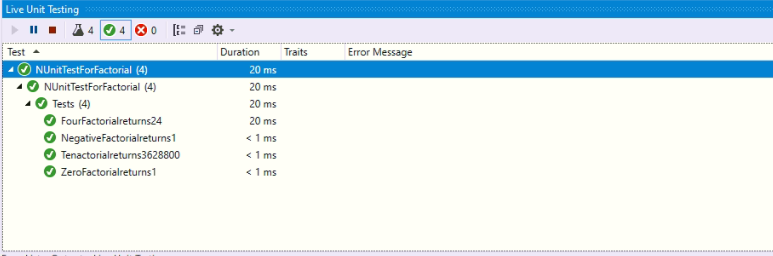 Live Unit Testing
4 4 0
Test Duration Traits Error Message
NUnitTestForFactorial (4) 20 ms
NUnitTestForFactorial (4) 20 ms
Tests (4) 20 ms
FourFactorialreturns24 20 ms
NegativeFactorialreturns1 < 1 ms
Tenactorialreturns3628800 < 1 ms
ZeroFactorialreturns1 < 1 ms